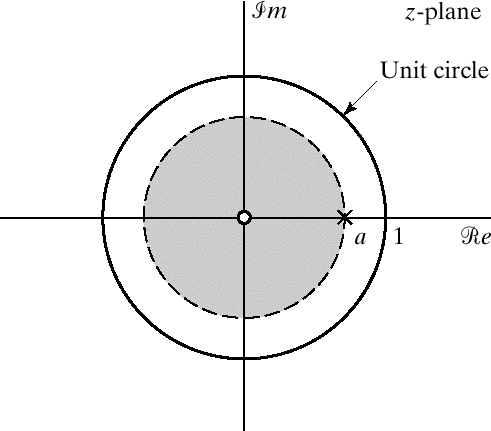 ℐm
z-plane
Unit circle
a
1
ℛe